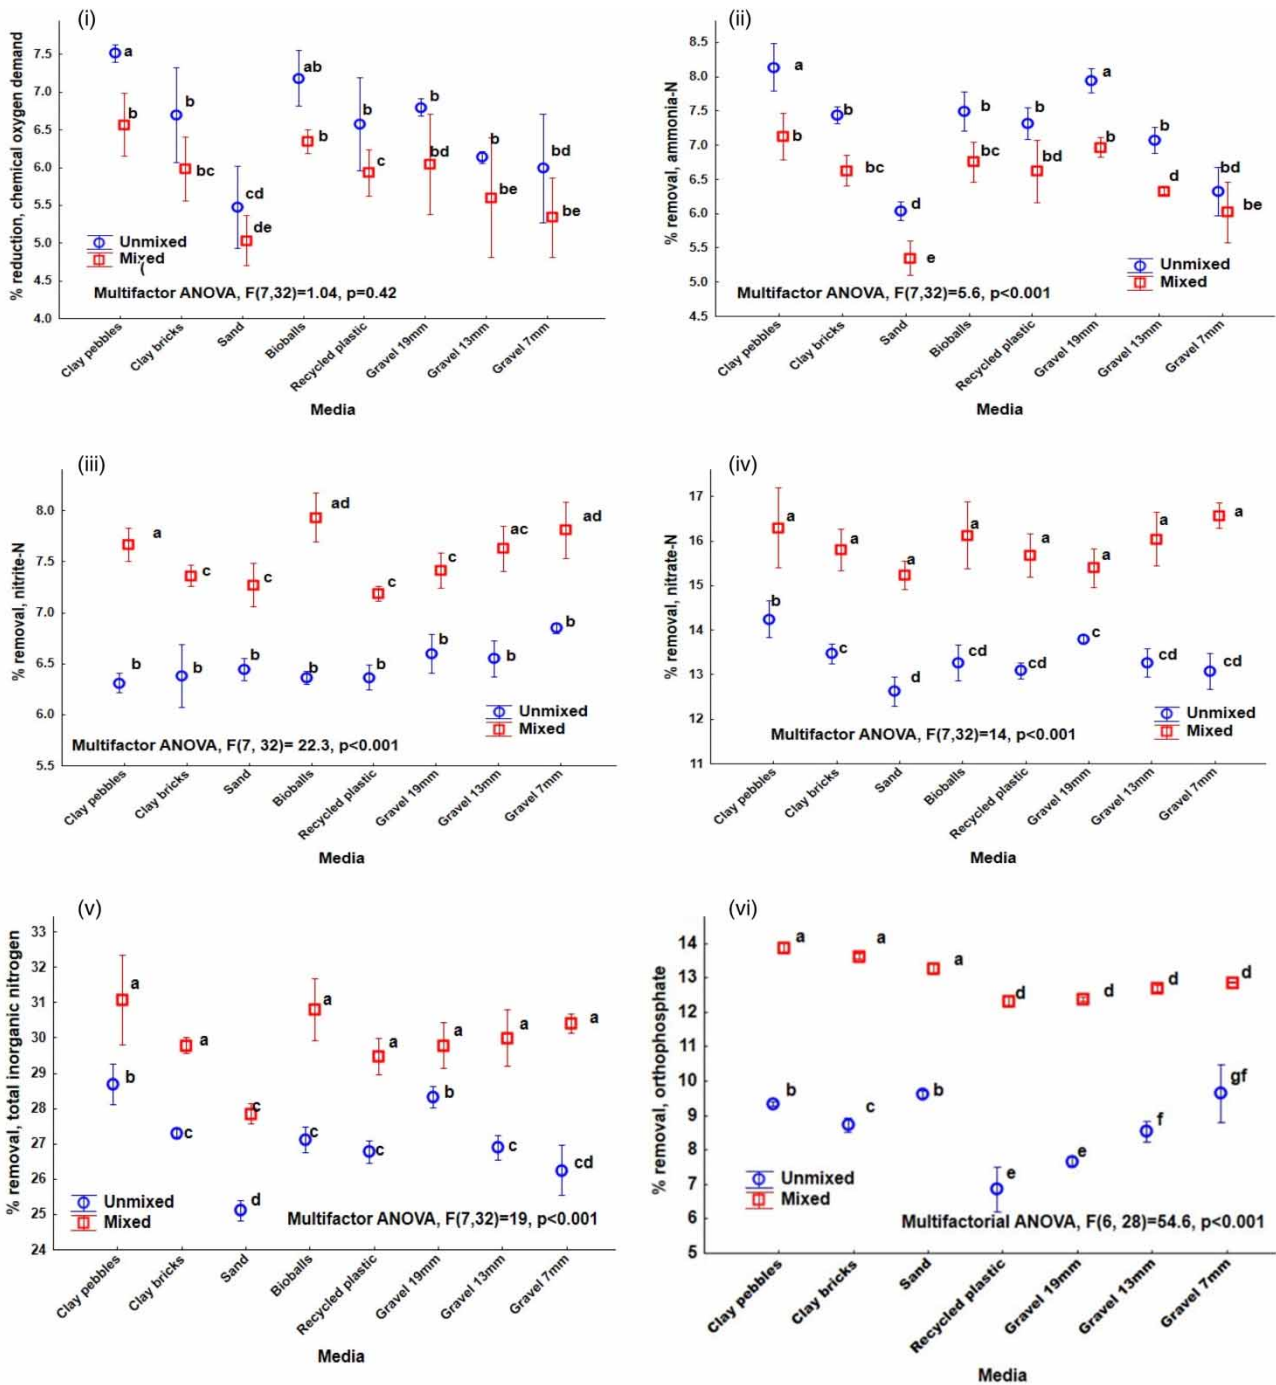 (i)
% reduction, chemical oxygen demand
7.5
7.0
6.5
6.0
5.5
5.0
4.5
4.0
a
b
b
bc
cd
de
ab
b
b
c
b
bd
b
be
bd
be
Unmixed
Mixed
(
Multifactor ANOVA, F(7,32)=1.04, p=0.42
Clay pebbles
Clay bricks
Sand
Bioballs
Recycled plastic
Gravel 19mm
Gravel 13mm
Gravel 7mm
Media
(ii)
% removal, ammonia-N
8.5
8.0
7.5
7.0
6.5
6.0
5.5
5.0
4.5
a
b
b
bc
d
e
b
bc
b
bd
a
b
b
d
bd
be
Unmixed
Mixed
Multifactor ANOVA, F(7,32)=5.6, p<0.001
Clay pebbles
Clay bricks
Sand
Bioballs
Recycled plastic
Gravel 19mm
Gravel 13mm
Gravel 7mm
Media
(iii)
% removal, nitrite-N
8.0
7.5
7.0
6.5
6.0
5.5
a
b
c
b
c
b
ad
b
c
b
c
b
ac
b
ad
b
Unmixed
Mixed
Multifactor ANOVA, F(7, 32)= 22.3, p<0.001
Clay pebbles
Clay bricks
Sand
Bioballs
Recycled plastic
Gravel 19mm
Gravel 13mm
Gravel 7mm
Media
(iv)
% removal, nitrate-N
17
16
15
14
13
12
11
a
b
a
c
a
d
a
cd
a
cd
a
c
a
cd
a
cd
Unmixed
Mixed
Multifactor ANOVA, F(7,32)=14, p<0.001
Clay pebbles
Clay bricks
Sand
Bioballs
Recycled plastic
Gravel 19mm
Gravel 13mm
Gravel 7mm
Media
(v)
% removal, total inorganic nitrogen
33
32
31
30
29
28
27
26
25
24
a
b
a
c
c
d
a
c
a
c
a
b
a
c
a
cd
Unmixed
Mixed
Multifactor ANOVA, F(7,32)=19, p<0.001
Clay pebbles
Clay bricks
Sand
Bioballs
Recycled plastic
Gravel 19mm
Gravel 13mm
Gravel 7mm
Media
(vi)
% removal, orthophosphate
14
13
12
11
10
9
8
7
6
5
a
b
a
c
a
b
d
e
d
e
d
f
d
gf
Unmixed
Mixed
Multifactorial ANOVA, F(6, 28)=54.6, p<0.001
Clay pebbles
Clay bricks
Sand
Recycled plastic
Gravel 19mm
Gravel 13mm
Gravel 7mm
Media